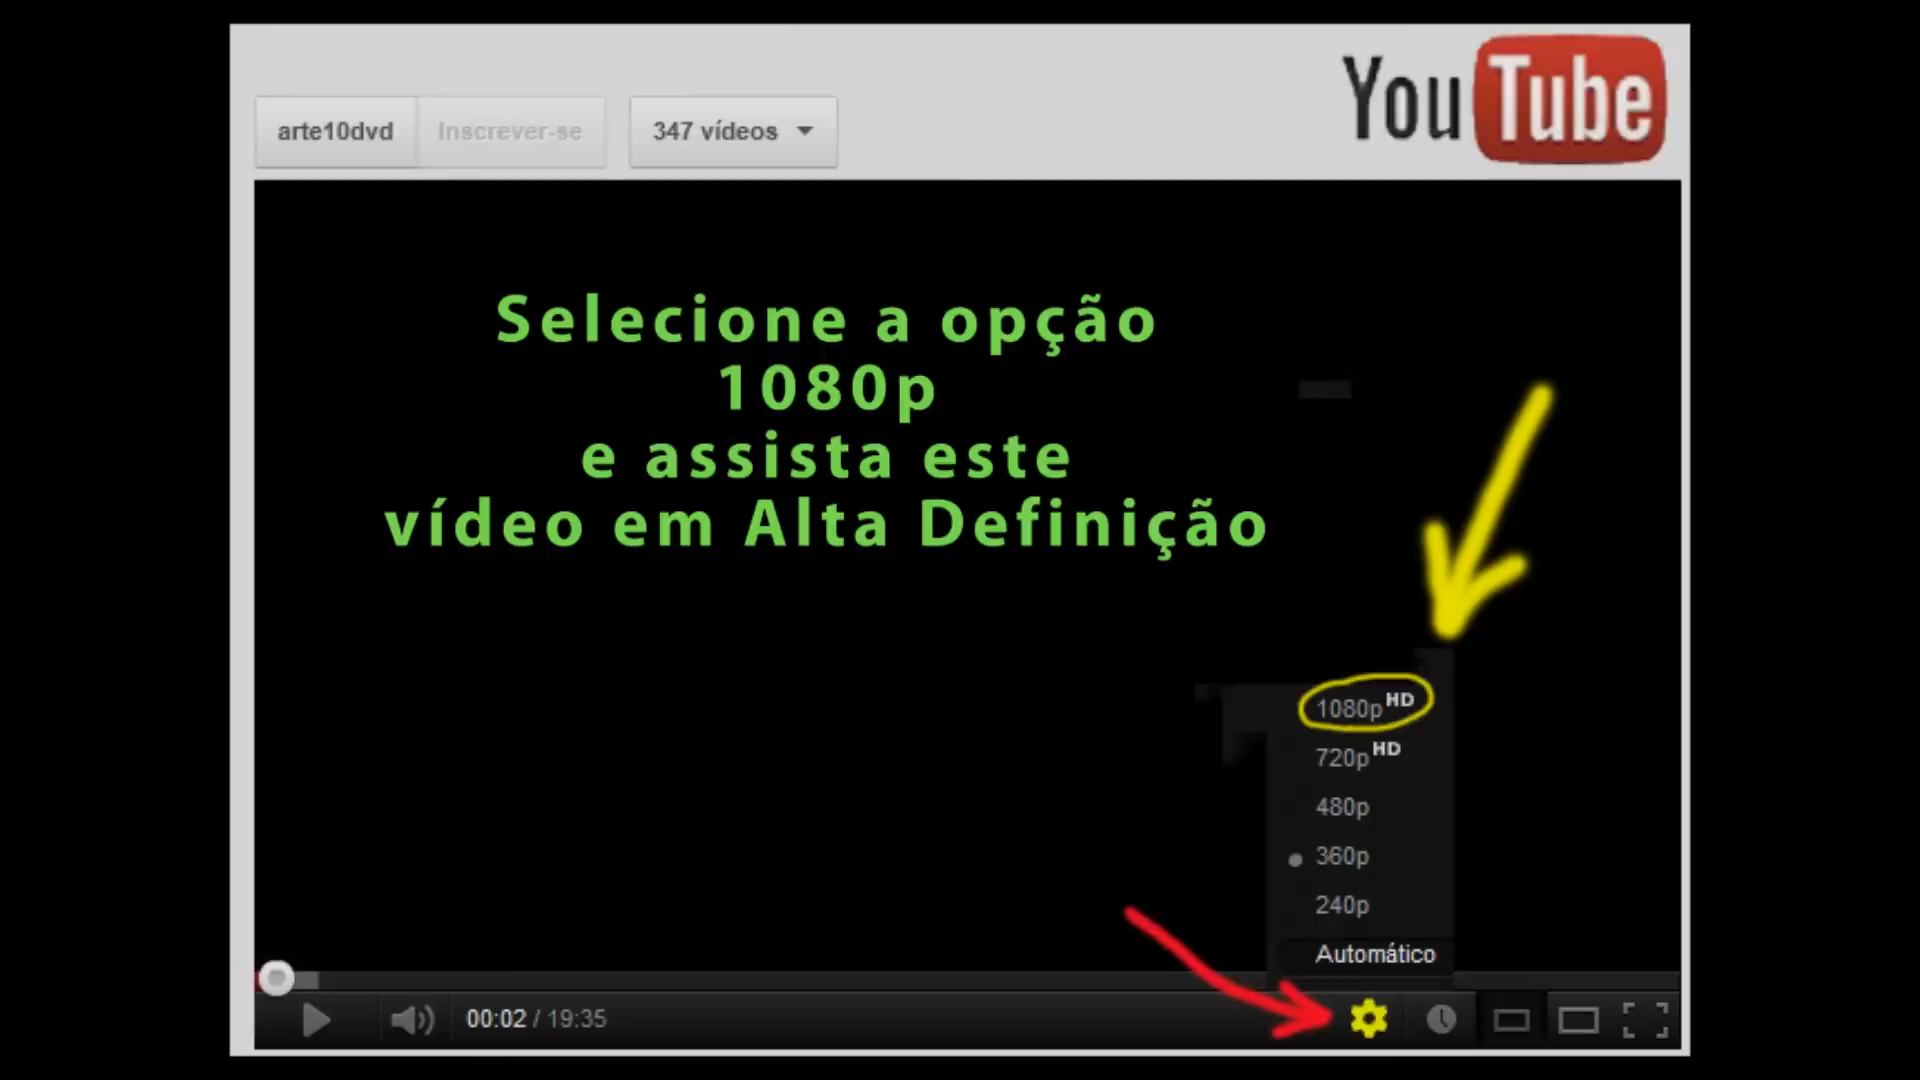 YouTube
arte10dvd Inscrever-se 347 vídeos
Selecione a opção
1080p
e assista este
vídeo em Alta Definição
1080p HD
720p HD
480p
360p
240p
Automático
00:02 / 19:35